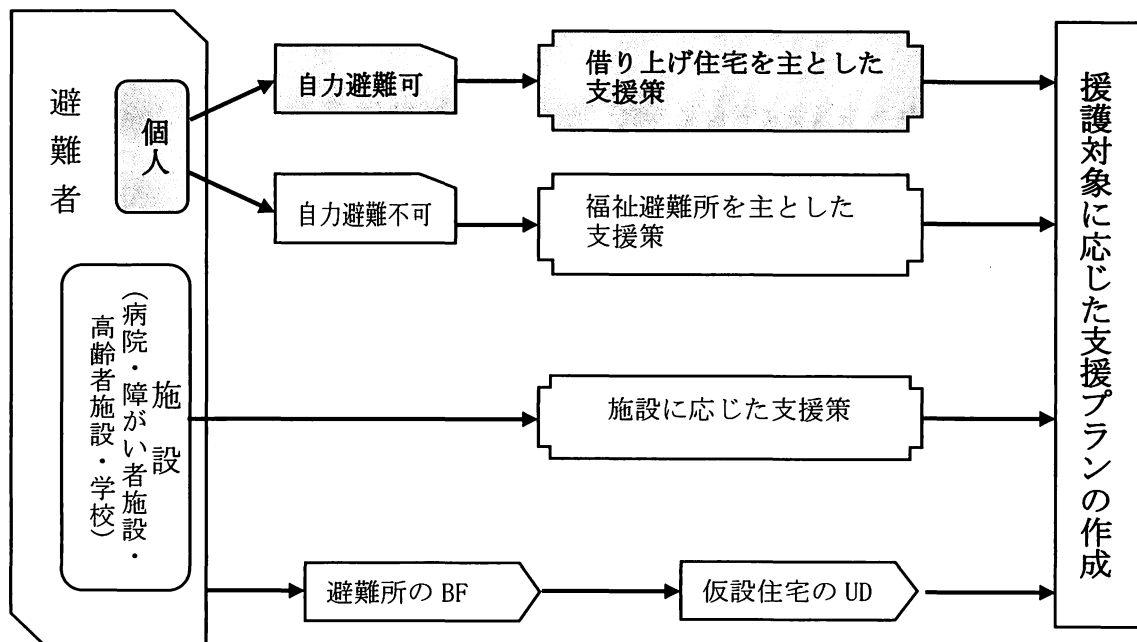 避難者
個人
自力避難可
借り上げ住宅を主とした
支援策
自力避難不可
福祉避難所を主とした
支援策
施設
(病院・障がい者施設・
高齢者施設・学校)
施設に応じた支援策
避難所の BF
仮設住宅の UD
援護対象に応じた支援プランの作成